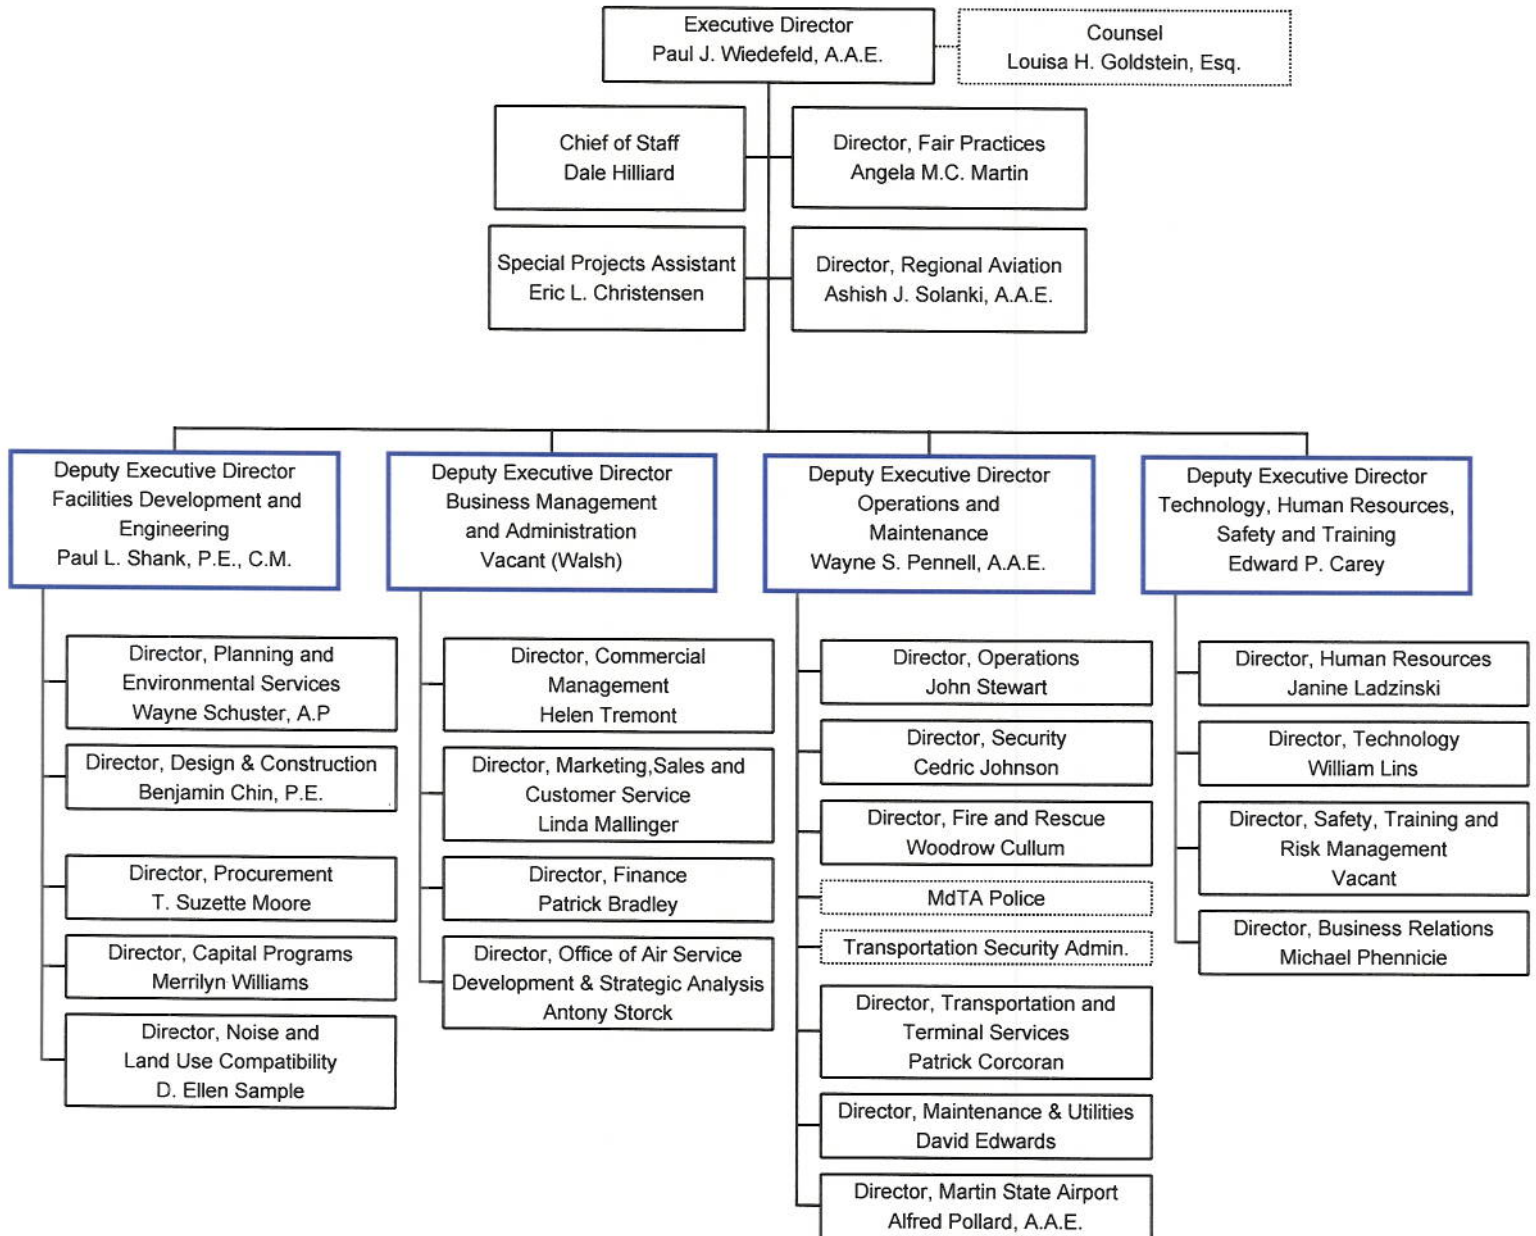 Executive Director
Paul J. Wiedefeld, A.A.E.
Counsel
Louisa H. Goldstein, Esq.
Chief of Staff
Dale Hilliard
Director, Fair Practices
Angela M.C. Martin
Special Projects Assistant
Eric L. Christensen
Director, Regional Aviation
Ashish J. Solanki, A.A.E.
Deputy Executive Director
Facilities Development and
Engineering
Paul L. Shank, P.E., C.M.
Director, Planning and
Environmental Services
Wayne Schuster, A.P
Director, Design & Construction
Benjamin Chin, P.E.
Director, Procurement
T. Suzette Moore
Director, Capital Programs
Merrilyn Williams
Director, Noise and
Land Use Compatibility
D. Ellen Sample
Deputy Executive Director
Business Management
and Administration
Vacant (Walsh)
Director, Commercial
Management
Helen Tremont
Director, Marketing,Sales and
Customer Service
Linda Mallinger
Director, Finance
Patrick Bradley
Director, Office of Air Service
Development & Strategic Analysis
Antony Storck
Deputy Executive Director
Operations and
Maintenance
Wayne S. Pennell, A.A.E.
Director, Operations
John Stewart
Director, Security
Cedric Johnson
Director, Fire and Rescue
Woodrow Cullum
MdTA Police
Transportation Security Admin.
Director, Transportation and
Terminal Services
Patrick Corcoran
Director, Maintenance & Utilities
David Edwards
Director, Martin State Airport
Alfred Pollard, A.A.E.
Deputy Executive Director
Technology, Human Resources,
Safety and Training
Edward P. Carey
Director, Human Resources
Janine Ladzinski
Director, Technology
William Lins
Director, Safety, Training and
Risk Management
Vacant
Director, Business Relations
Michael Phennicie